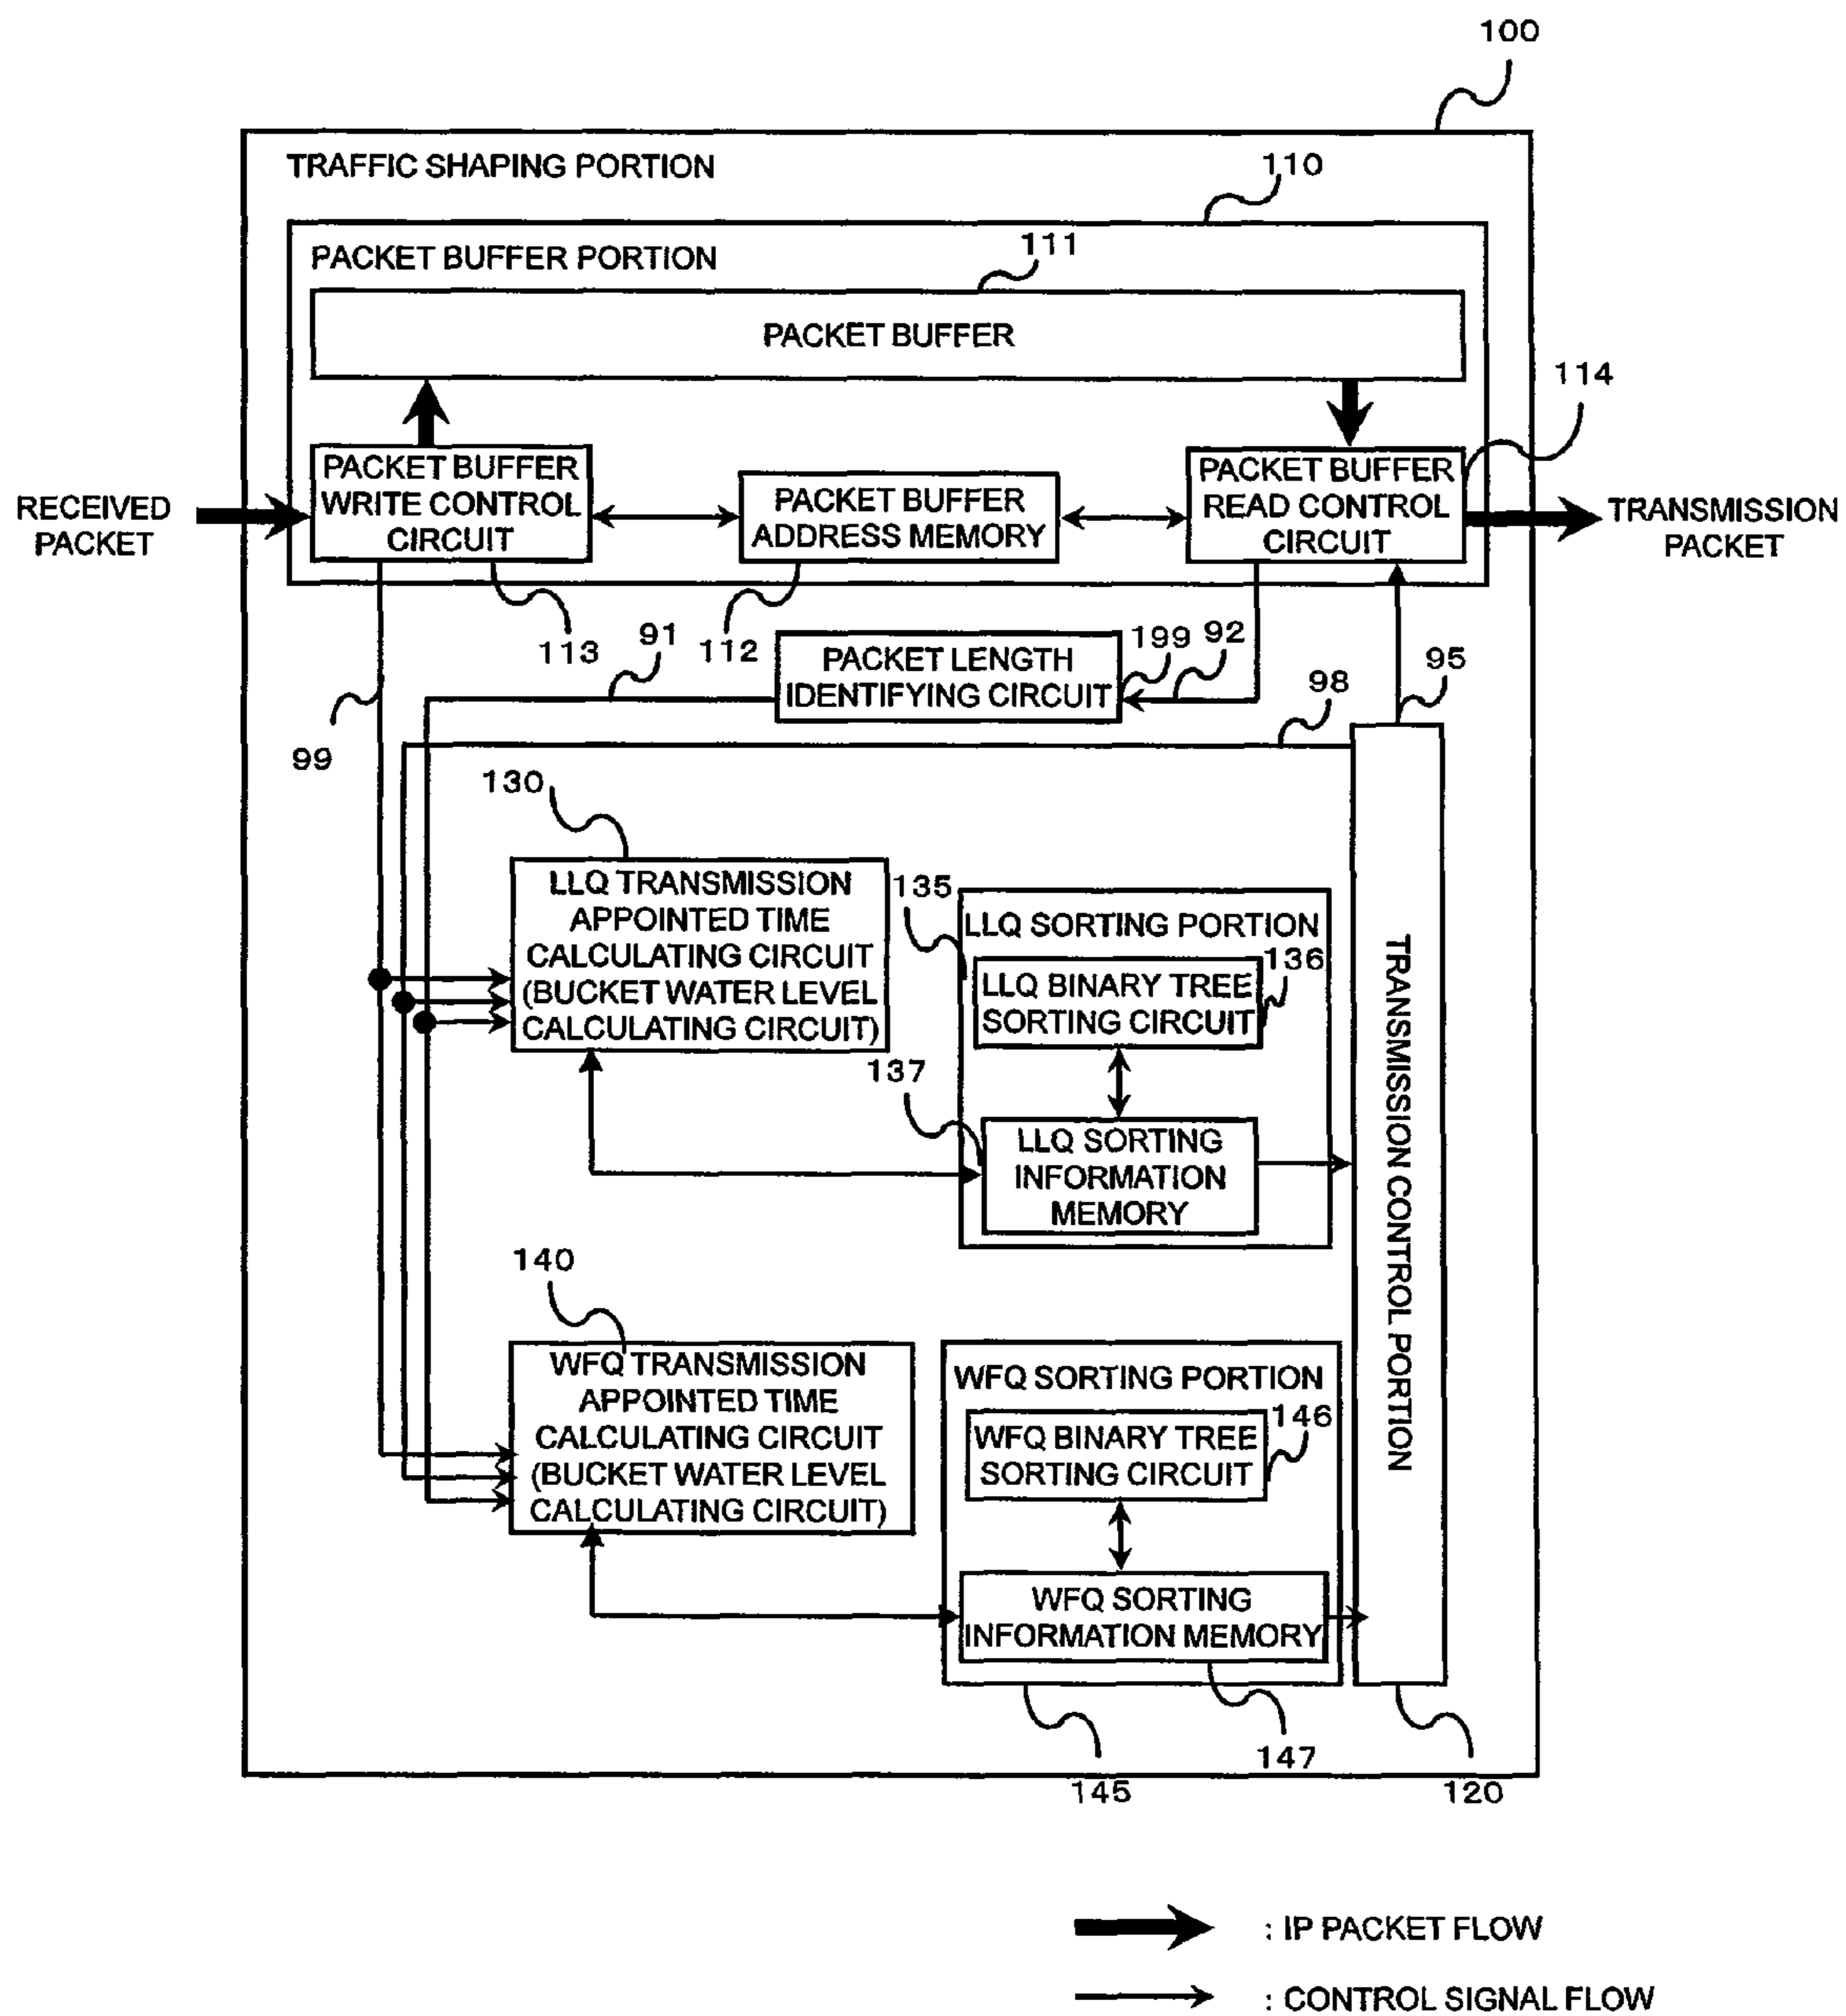 100
TRAFFIC SHAPING PORTION
110
PACKET BUFFER PORTION
111
PACKET BUFFER
114
RECEIVED
PACKET
PACKET BUFFER
WRITE CONTROL
CIRCUIT
PACKET BUFFER
ADDRESS MEMORY
PACKET BUFFER
READ CONTROL
CIRCUIT
TRANSMISSION
PACKET
113
91
112
PACKET LENGTH
IDENTIFYING CIRCUIT
199
92
95
98
99
130
LLQ TRANSMISSION
APPOINTED TIME
CALCULATING CIRCUIT
(BUCKET WATER LEVEL
CALCULATING CIRCUIT)
135
LLQ SORTING PORTION
136
LLQ BINARY TREE
SORTING CIRCUIT
137
LLQ SORTING
INFORMATION
MEMORY
TRANSMISSION CONTROL PORTION
140
WFQ TRANSMISSION
APPOINTED TIME
CALCULATING CIRCUIT
(BUCKET WATER LEVEL
CALCULATING CIRCUIT)
WFQ SORTING PORTION
146
WFQ BINARY TREE
SORTING CIRCUIT
WFQ SORTING
INFORMATION MEMORY
147
145
120
: IP PACKET FLOW
: CONTROL SIGNAL FLOW